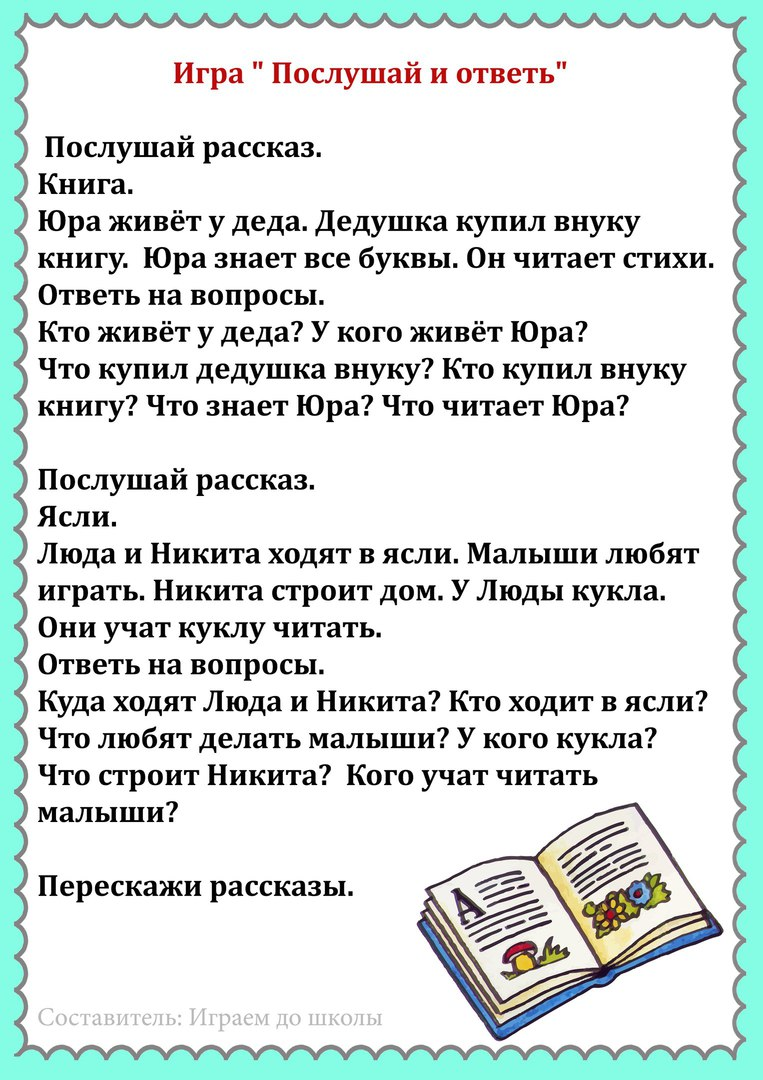 Игра " Послушай и ответь"
Послушай рассказ.
Книга.
Юра живёт у деда. Дедушка купил внуку
книгу.  Юра знает все буквы. Он читает стихи.
Ответь на вопросы.
Кто живёт у деда? У кого живёт Юра?
Что купил дедушка внуку? Кто купил внуку
книгу? Что знает Юра? Что читает Юра?
Послушай рассказ.
Ясли.
Люда и Никита ходят в ясли. Малыши любят
играть. Никита строит дом. У Люды кукла.
Они учат куклу читать.
Ответь на вопросы.
Куда ходят Люда и Никита? Кто ходит в ясли?
Что любят делать малыши? У кого кукла?
Что строит Никита?  Кого учат читать
малыши?
Перескажи рассказы.
А
Составитель: Играем до школы